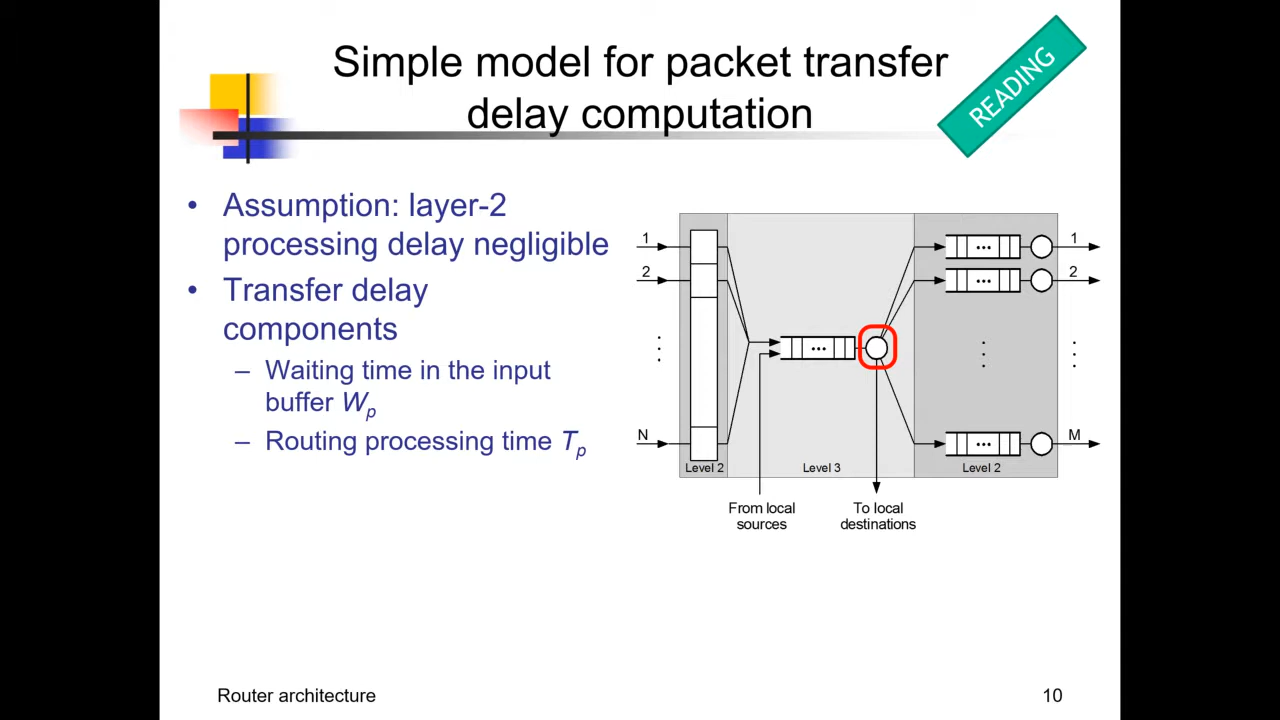 Simple model for packet transfer
delay computation
READING
• Assumption: layer-2
processing delay negligible
• Transfer delay
components
– Waiting time in the input
buffer Wp
– Routing processing time Tp
1
2
N
...
Level 2
Level 3
Level 2
...
...
...
1
2
M
From local
sources
To local
destinations
Router architecture
10